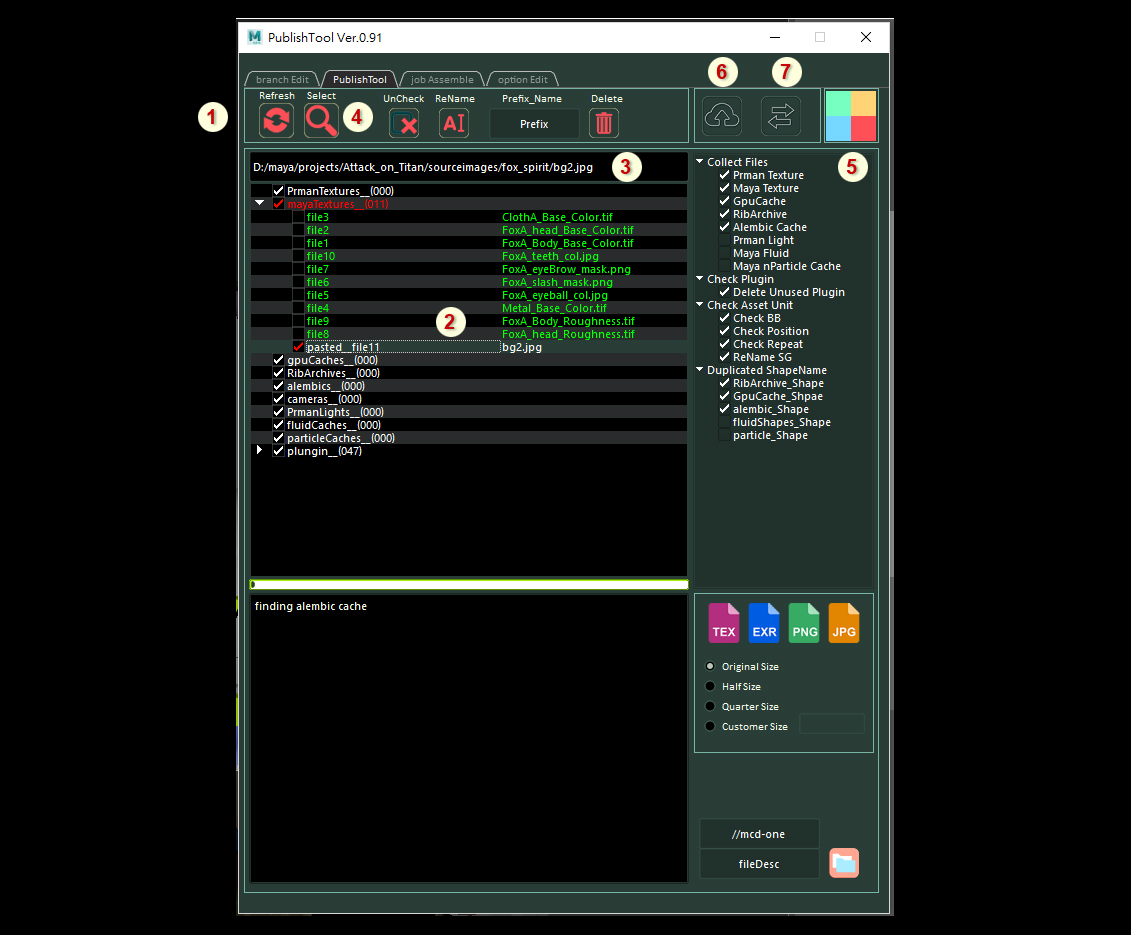 PublishTool Ver.0.91
branch Edit PublishTool job Assemble option Edit
6 7
1 Refresh Select 4 UnCheck ReName Prefix_Name Delete
AI Prefix
D:/maya/projects/Attack_on_Titan/sourceimages/fox_spirit/bg2.jpg 3
PrmanTextures__(000)
mayaTextures__(011)
file3 ClothA_Base_Color.tif
file2 FoxA_head_Base_Color.tif
file1 FoxA_Body_Base_Color.tif
file10 FoxA_teeth_col.jpg
file7 FoxA_eyeBrow_mask.png
file6 FoxA_slash_mask.png
file5 FoxA_eyeball_col.jpg
file4 Metal_Base_Color.tif
file9 FoxA_Body_Roughness.tif
file8 FoxA_head_Roughness.tif
2
pasted__file11 bg2.jpg
gpuCaches__(000)
RibArchives__(000)
alembics__(000)
cameras__(000)
PrmanLights__(000)
fluidCaches__(000)
particleCaches__(000)
plungin__(047)
finding alembic cache
Collect Files 5
Prman Texture
Maya Texture
GpuCache
RibArchive
Alembic Cache
Prman Light
Maya Fluid
Maya nParticle Cache
Check Plugin
Delete Unused Plugin
Check Asset Unit
Check BB
Check Position
Check Repeat
ReName SG
Duplicated ShapeName
RibArchive_Shape
GpuCache_Shpae
alembic_Shape
fluidShapes_Shape
particle_Shape
TEX EXR PNG JPG
Original Size
Half Size
Quarter Size
Customer Size
//mcd-one
fileDesc